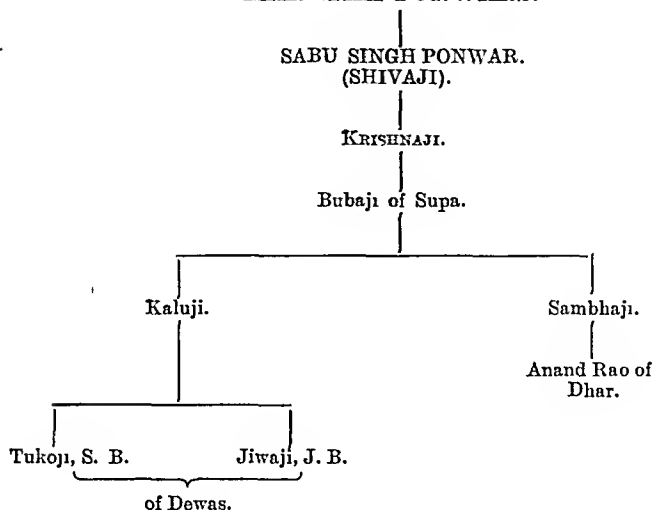 SABU SINGH PONWAR.
(SHIVAJI).
KRISHNAJI.
Bubaji of Supa.
Kaluji.
Sambhaji.
Anand Rao of
Dhar.
Tukoji, S. B.
Jiwaji, J. B.
of Dewas.